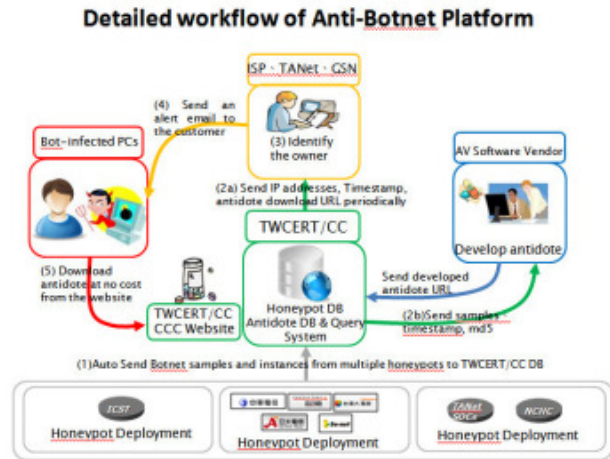 Detailed workflow of Anti-Botnet Platform
ISP、TANet、GSN
(4) Send an
alert email to
the customer
(3) Identify
the owner
Bot-infected PCs
AV Software Vendor
(2a) Send IP addresses, Timestamp,
antidote download URL periodically
TWCERT/CC
Develop antidote
(5) Download
antidote at no cost
from the website
Send developed
antidote URL
TWCERT/CC
CCC Website
Honeypot DB
Antidote DB & Query
System
(2b)Send samples
timestamp, md5
(1)Auto Send Botnet samples and instances from multiple honeypots to TWCERT/CC DB
ICST
Honeypot Deployment
Honeypot Deployment
TANet
SOCs
NCHC
Honeypot Deployment